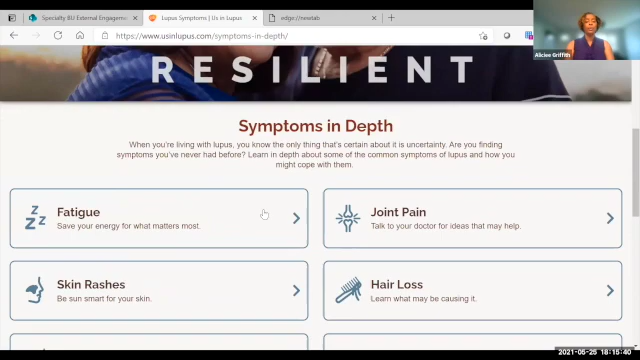 Specialty IBU External Engagem
Lupus Symptoms | Us in Lupus
edge://newtab
https://www.usinlupus.com/symptoms-in-depth/
Aliciee Griffith
RESILIENT
Symptoms in Depth
When you're living with lupus, you know the only thing that's certain about it is uncertainty. Are you finding
symptoms you've never had before? Learn in depth about some of the common symptoms of lupus and how you
might cope with them.
Fatigue
Save your energy for what matters most.
Joint Pain
Talk to your doctor for ideas that may help.
Skin Rashes
Be sun smart for your skin.
Hair Loss
Learn what may be causing it.
2021-05-25 18:15:40